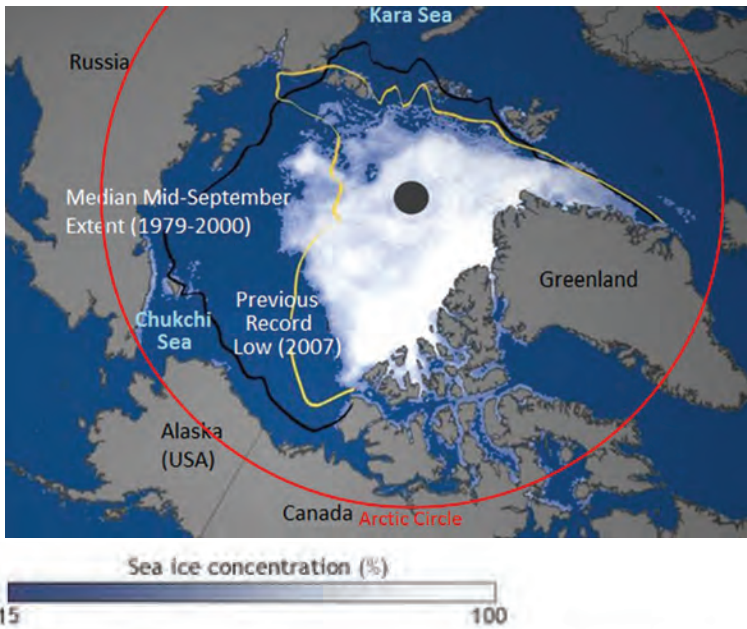 Kara Sea
Russia
Median Mid-September
Extent (1979-2000)
Greenland
Previous
Record
Low (2007)
Chukchi
Sea
Alaska
(USA)
Canada
Arctic Circle
Sea ice concentration (%)
15
100